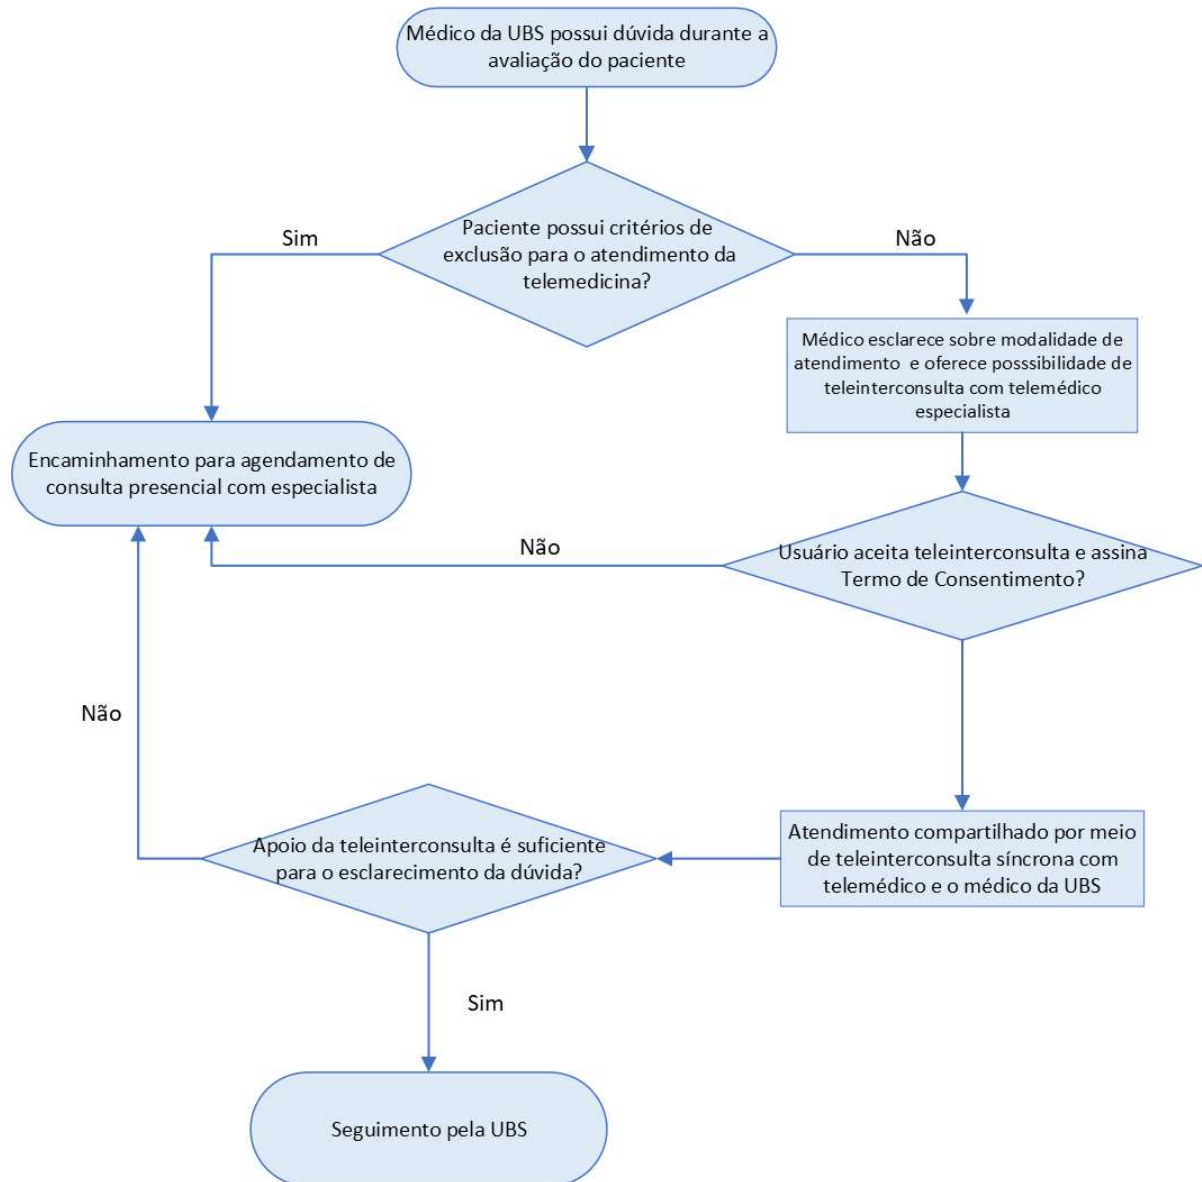 Médico da UBS possui dúvida durante a
avaliação do paciente
Paciente possui critérios de
exclusão para o atendimento da
telemedicina?
Sim
Não
Médico esclarece sobre modalidade de
atendimento e oferece posssibilidade de
teleinterconsulta com telemédico
especialista
Encaminhamento para agendamento de
consulta presencial com especialista
Não
Usuário aceita teleinterconsulta e assina
Termo de Consentimento?
Não
Apoio da teleinterconsulta é suficiente
para o esclarecimento da dúvida?
Atendimento compartilhado por meio
de teleinterconsulta síncrona com
telemédico e o médico da UBS
Sim
Seguimento pela UBS